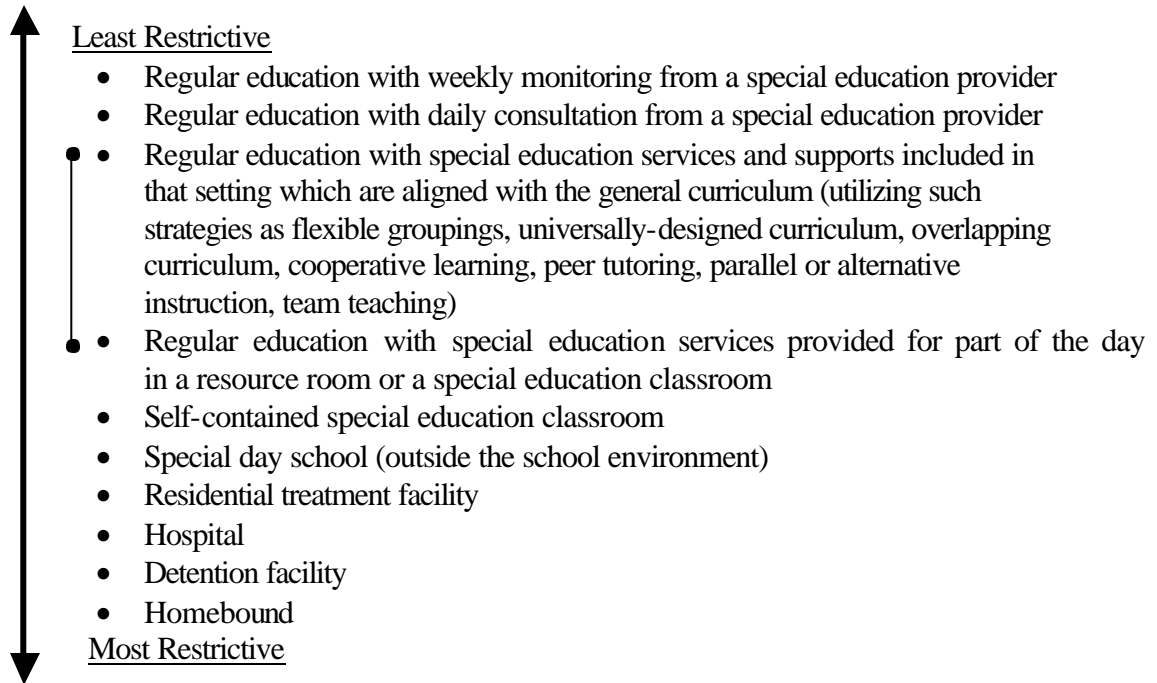 Least Restrictive
• Regular education with weekly monitoring from a special education provider
• Regular education with daily consultation from a special education provider
• Regular education with special education services and supports included in
that setting which are aligned with the general curriculum (utilizing such
strategies as flexible groupings, universally-designed curriculum, overlapping
curriculum, cooperative learning, peer tutoring, parallel or alternative
instruction, team teaching)
• Regular education with special education services provided for part of the day
in a resource room or a special education classroom
• Self-contained special education classroom
• Special day school (outside the school environment)
• Residential treatment facility
• Hospital
• Detention facility
• Homebound
Most Restrictive